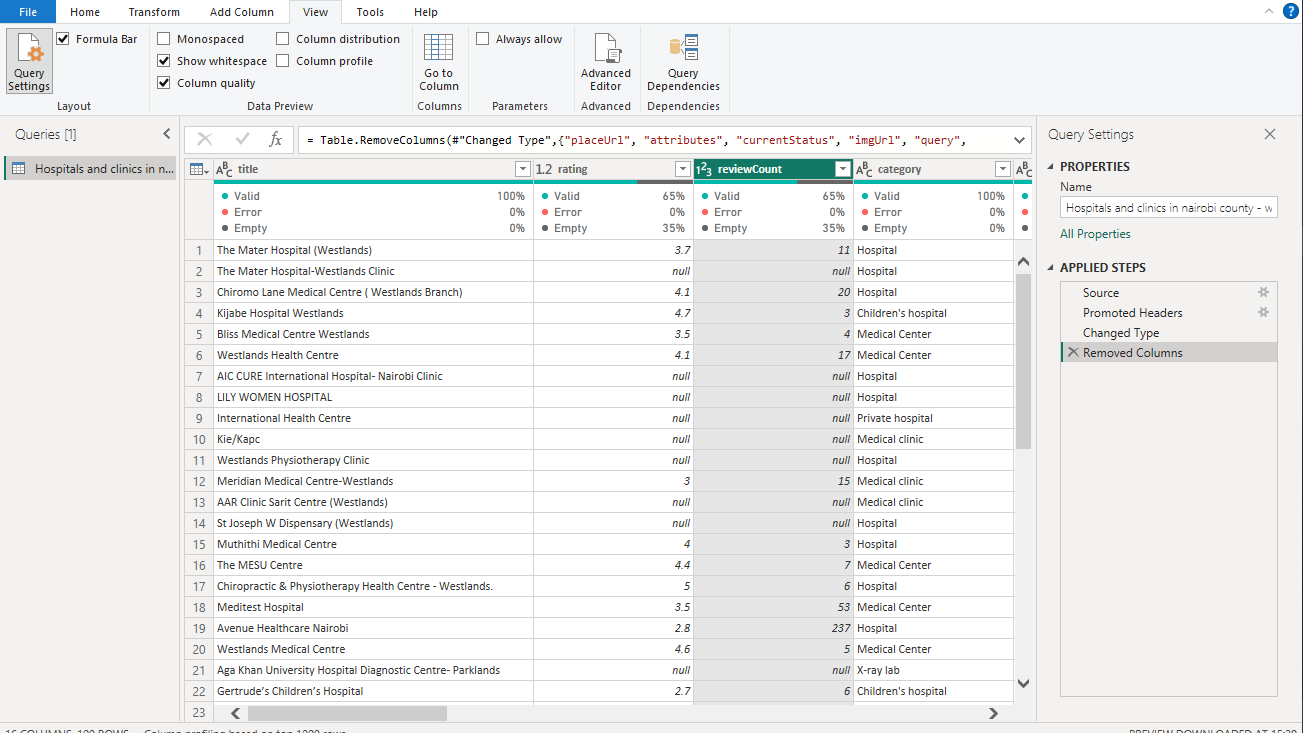 File Home Transform Add Column View Tools Help
Query Settings
Formula Bar
Layout
Monospaced
Show whitespace
Column quality
Column distribution
Column profile
Data Preview
Go to Column
Columns
Always allow
Parameters
Advanced Editor
Advanced
Query Dependencies
Dependencies
Queries [1]
Hospitals and clinics in n...
fx = Table.RemoveColumns(#"Changed Type",{"placeUrl", "attributes", "currentStatus", "imgUrl", "query",
ABC title 1.2 rating 123 reviewCount ABC category ABC
Valid 100% Valid 65% Valid 65% Valid 100%
Error 0% Error 0% Error 0% Error 0%
Empty 0% Empty 35% Empty 35% Empty 0%
1 The Mater Hospital (Westlands) 3.7 11 Hospital
2 The Mater Hospital-Westlands Clinic null null Hospital
3 Chiromo Lane Medical Centre ( Westlands Branch) 4.1 20 Hospital
4 Kijabe Hospital Westlands 4.7 3 Children's hospital
5 Bliss Medical Centre Westlands 3.5 4 Medical Center
6 Westlands Health Centre 4.1 17 Medical Center
7 AIC CURE International Hospital- Nairobi Clinic null null Hospital
8 LILY WOMEN HOSPITAL null null Hospital
9 International Health Centre null null Private hospital
10 Kie/Kapc null null Medical clinic
11 Westlands Physiotherapy Clinic null null Hospital
12 Meridian Medical Centre-Westlands 3 15 Medical clinic
13 AAR Clinic Sarit Centre (Westlands) null null Medical clinic
14 St Joseph W Dispensary (Westlands) null null Hospital
15 Muthithi Medical Centre 4 3 Hospital
16 The MESU Centre 4.4 7 Medical Center
17 Chiropractic & Physiotherapy Health Centre - Westlands. 5 6 Hospital
18 Meditest Hospital 3.5 53 Medical Center
19 Avenue Healthcare Nairobi 2.8 237 Hospital
20 Westlands Medical Centre 4.6 5 Medical Center
21 Aga Khan University Hospital Diagnostic Centre- Parklands null null X-ray lab
22 Gertrude’s Children’s Hospital 2.7 6 Children's hospital
23
Query Settings
PROPERTIES
Name
Hospitals and clinics in nairobi county - w
All Properties
APPLIED STEPS
Source
Promoted Headers
Changed Type
Removed Columns
16 COLUMNS, 100 ROWS Column profiling based on top 1000 rows PREVIEW DOWNLOADED AT